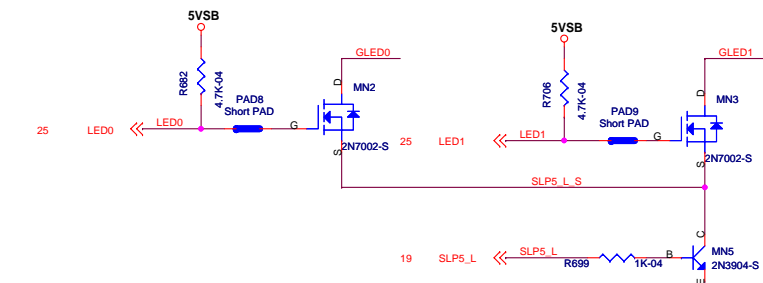 5VSB
5VSB
GLED0
GLED1
R682
4.7K-04
D
MN2
R706
4.7K-04
D
MN3
PAD8
Short PAD
PAD9
Short PAD
25
LED0
LED0
G
S
2N7002-S
25
LED1
LED1
G
S
2N7002-S
SLP5_L_S
C
MN5
19
SLP5_L
SLP5_L
R699
1K-04
B
2N3904-S
E